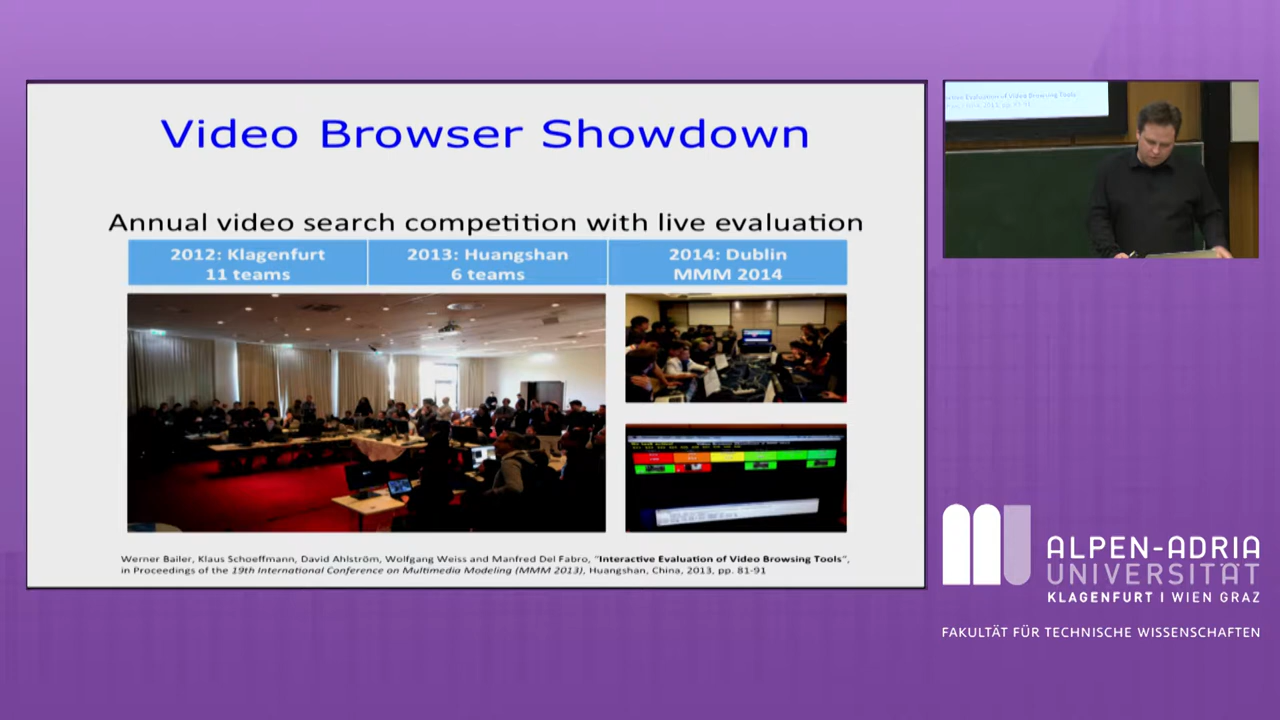 Video Browser Showdown
Annual video search competition with live evaluation
2012: Klagenfurt
11 teams
2013: Huangshan
6 teams
2014: Dublin
MMM 2014
Werner Bailer, Klaus Schoeffmann, David Ahlström, Wolfgang Weiss and Manfred Del Fabro, "Interactive Evaluation of Video Browsing Tools",
in Proceedings of the 19th International Conference on Multimedia Modeling (MMM 2013), Huangshan, China, 2013, pp. 81-91
ALPEN-ADRIA
UNIVERSITÄT
KLAGENFURT I WIEN GRAZ
FAKULTÄT FÜR TECHNISCHE WISSENSCHAFTEN